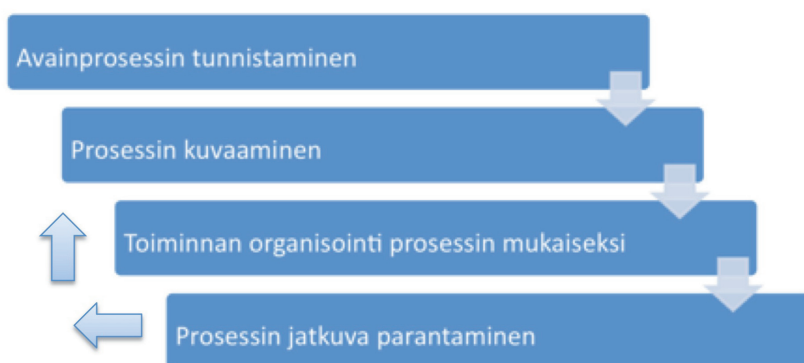 Avainprosessin tunnistaminen
Prosessin kuvaaminen
Toiminnan organisointi prosessin mukaiseksi
Prosessin jatkuva parantaminen